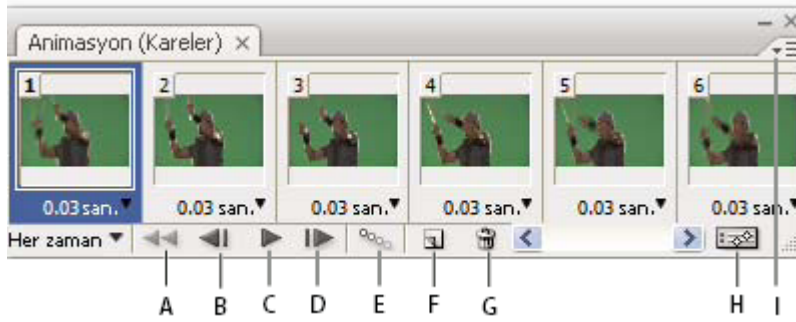 Animasyon (Kareler)
1 2 3 4 5 6
0.03 san. 0.03 san. 0.03 san. 0.03 san. 0.03 san. 0.03 san.
Her zaman
A B C D E F G H I